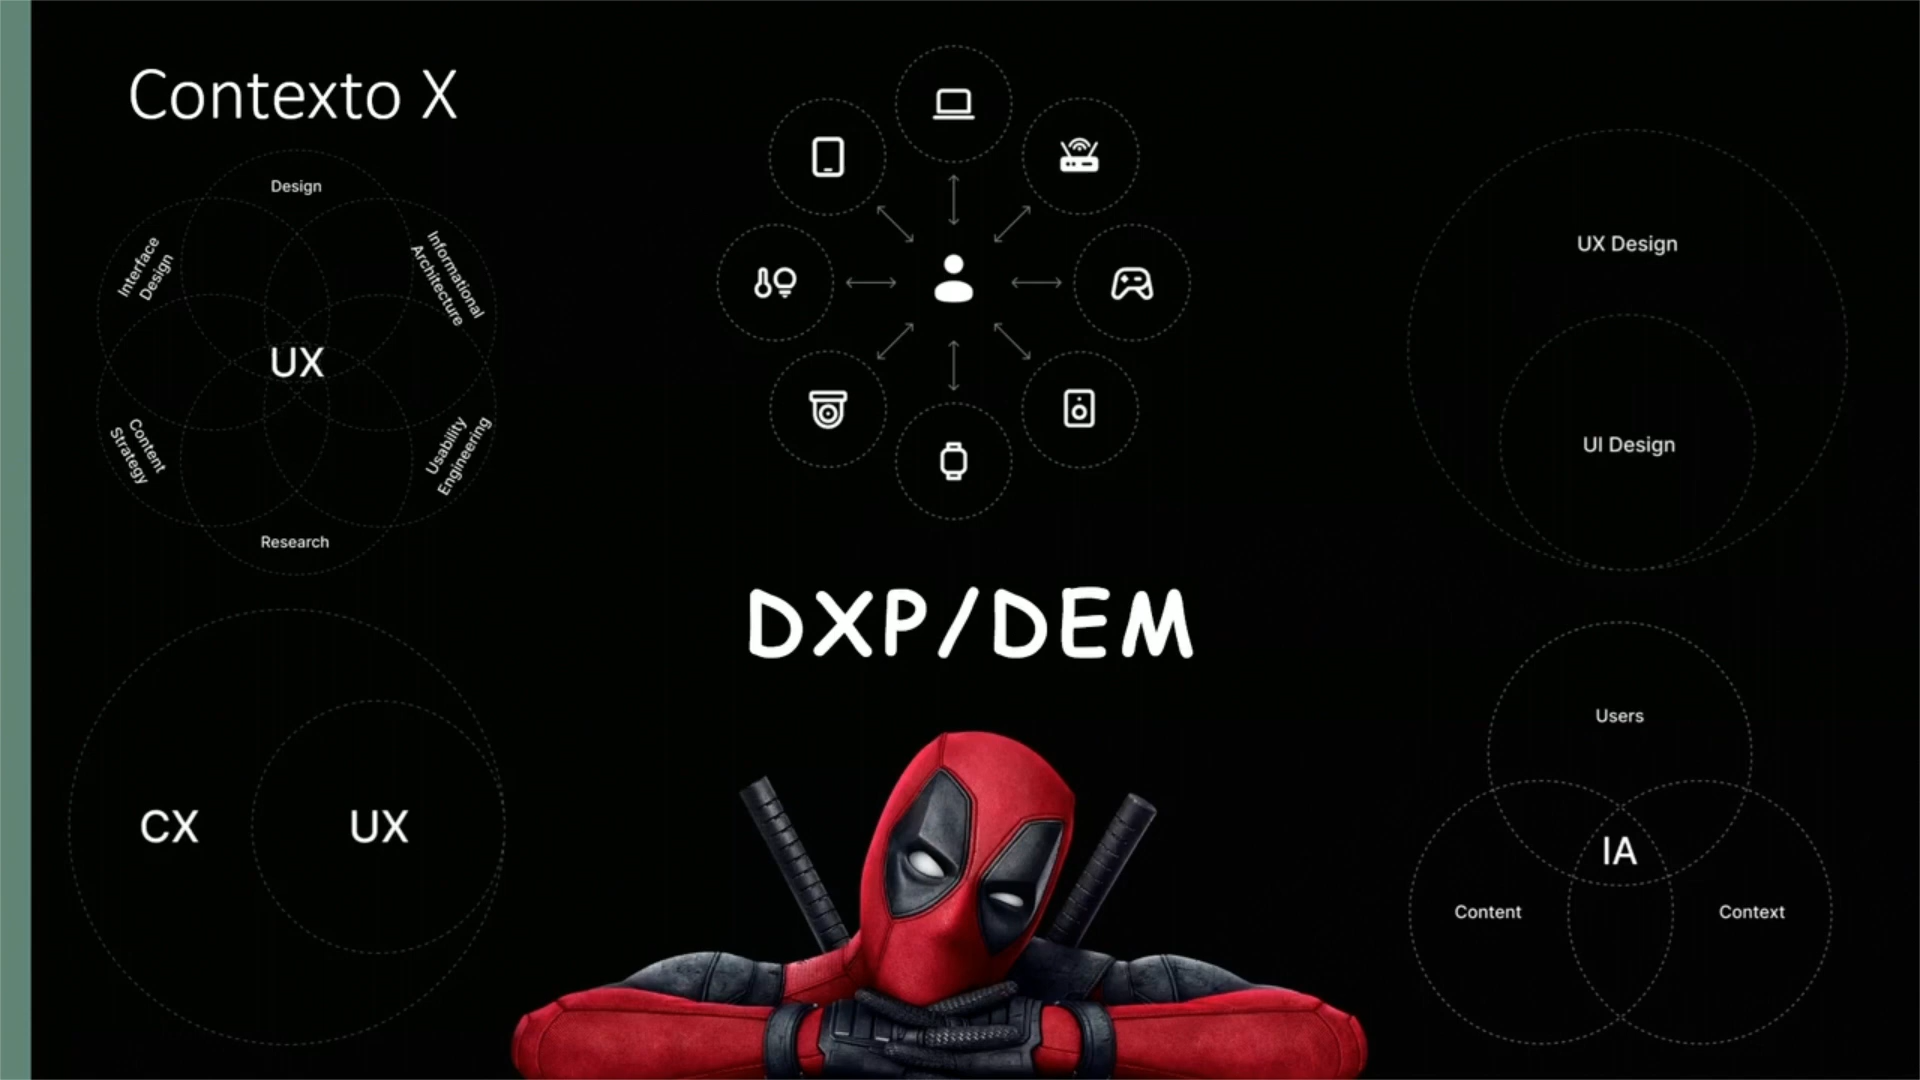 Contexto X
Design
Interface
Design
Informational
Architecture
UX
Content
Strategy
Usability
Engineering
Research
CX
UX
DXP/DEM
UX Design
UI Design
Users
IA
Content
Context